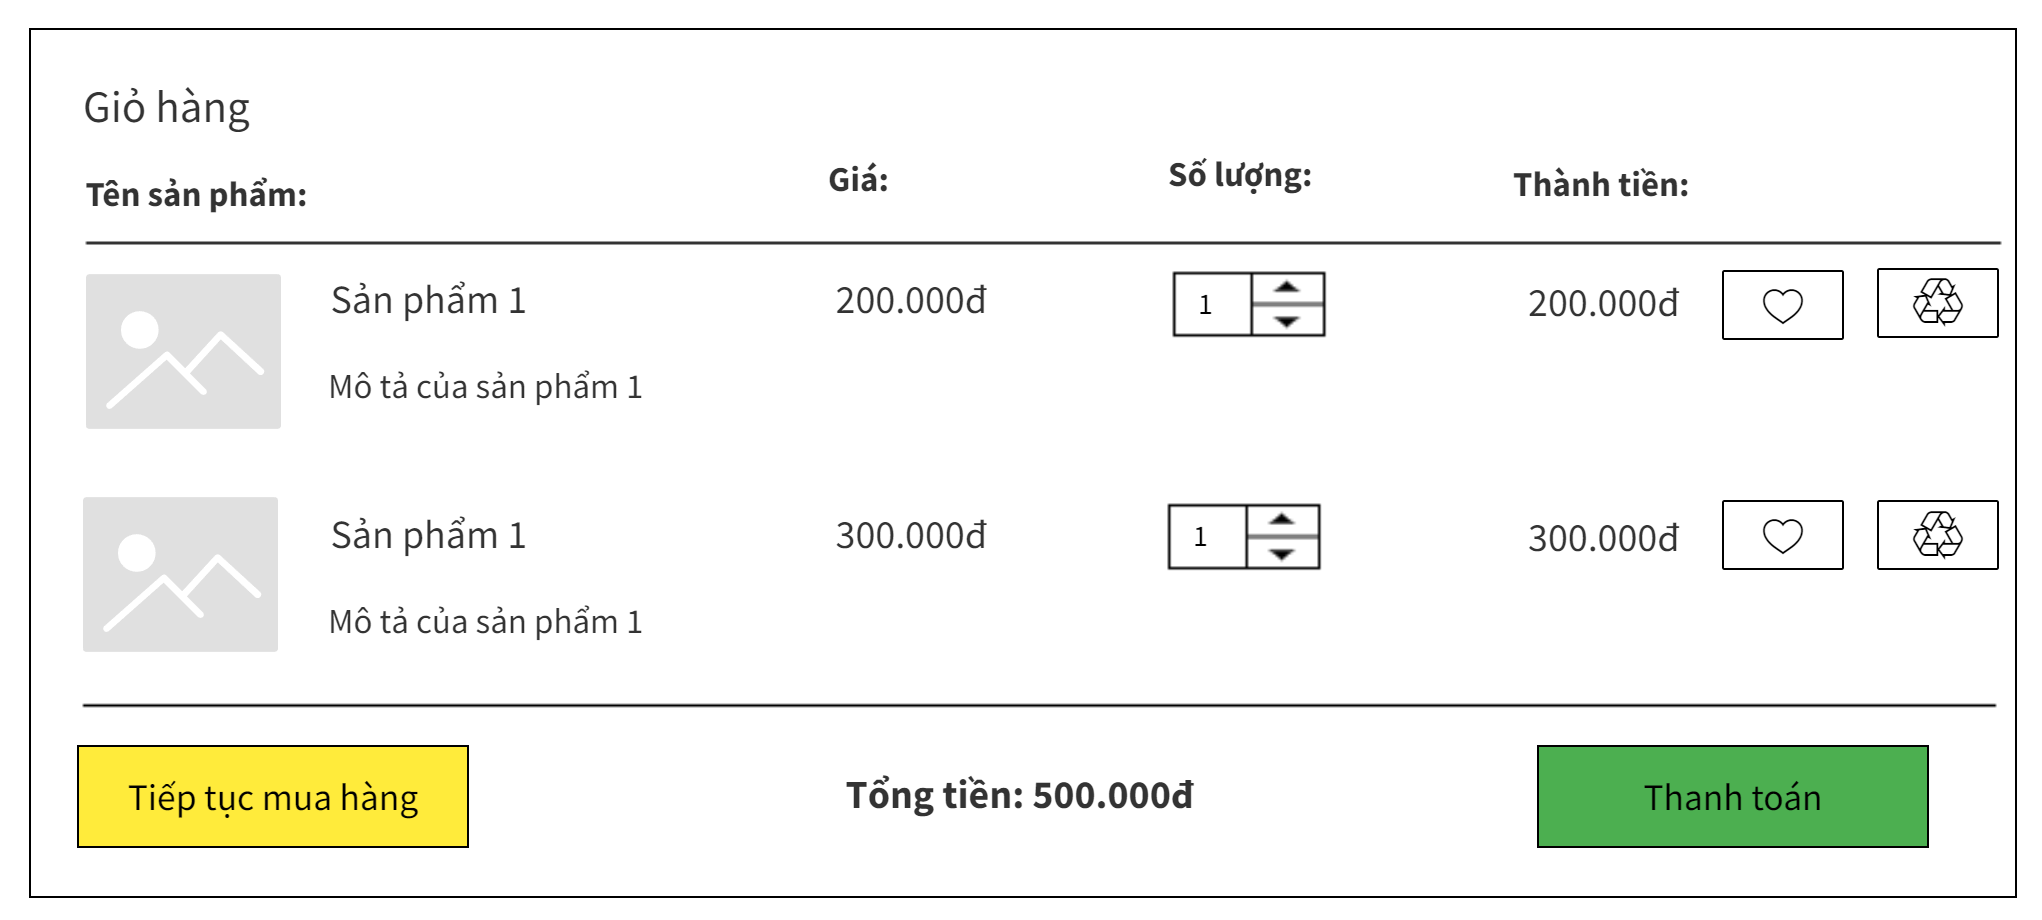 Giỏ hàng
Tên sản phẩm: Giá: Số lượng: Thành tiền:
Sản phẩm 1 200.000đ 1 200.000đ
Mô tả của sản phẩm 1
Sản phẩm 1 300.000đ 1 300.000đ
Mô tả của sản phẩm 1
Tiếp tục mua hàng Tổng tiền: 500.000đ Thanh toán